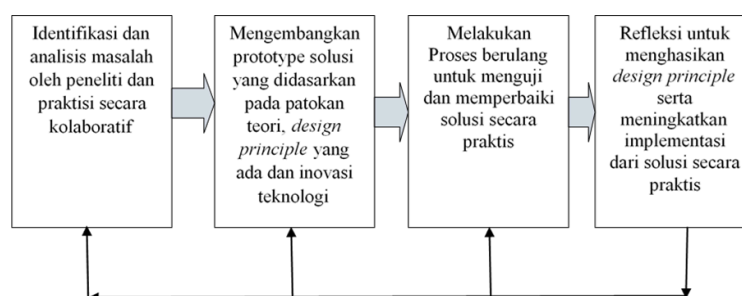 Identifikasi dan
analisis masalah
oleh peneliti dan
praktisi secara
kolaboratif
Mengembangkan
prototype solusi
yang didasarkan
pada patokan
teori, design
principle yang
ada dan inovasi
teknologi
Melakukan
Proses berulang
untuk menguji
dan memperbaiki
solusi secara
praktis
Refleksi untuk
menghasikan
design principle
serta
meningkatkan
implementasi
dari solusi secara
praktis